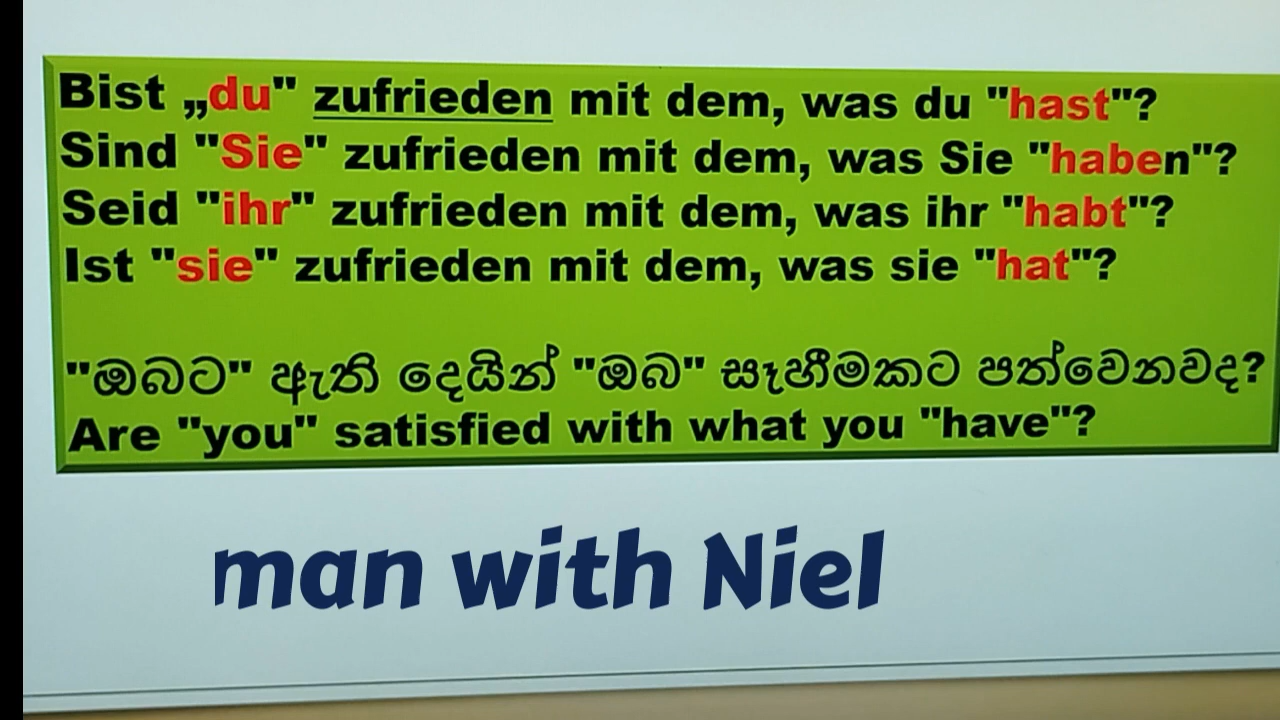 Bist „du" zufrieden mit dem, was du "hast"?
Sind "Sie" zufrieden mit dem, was Sie "haben"?
Seid "ihr" zufrieden mit dem, was ihr "habt"?
Ist "sie" zufrieden mit dem, was sie "hat"?
"ඔබට" ඇති දෙයින් "ඔබ" සෑහීමකට පත්වෙනවද?
Are "you" satisfied with what you "have"?
man with Niel